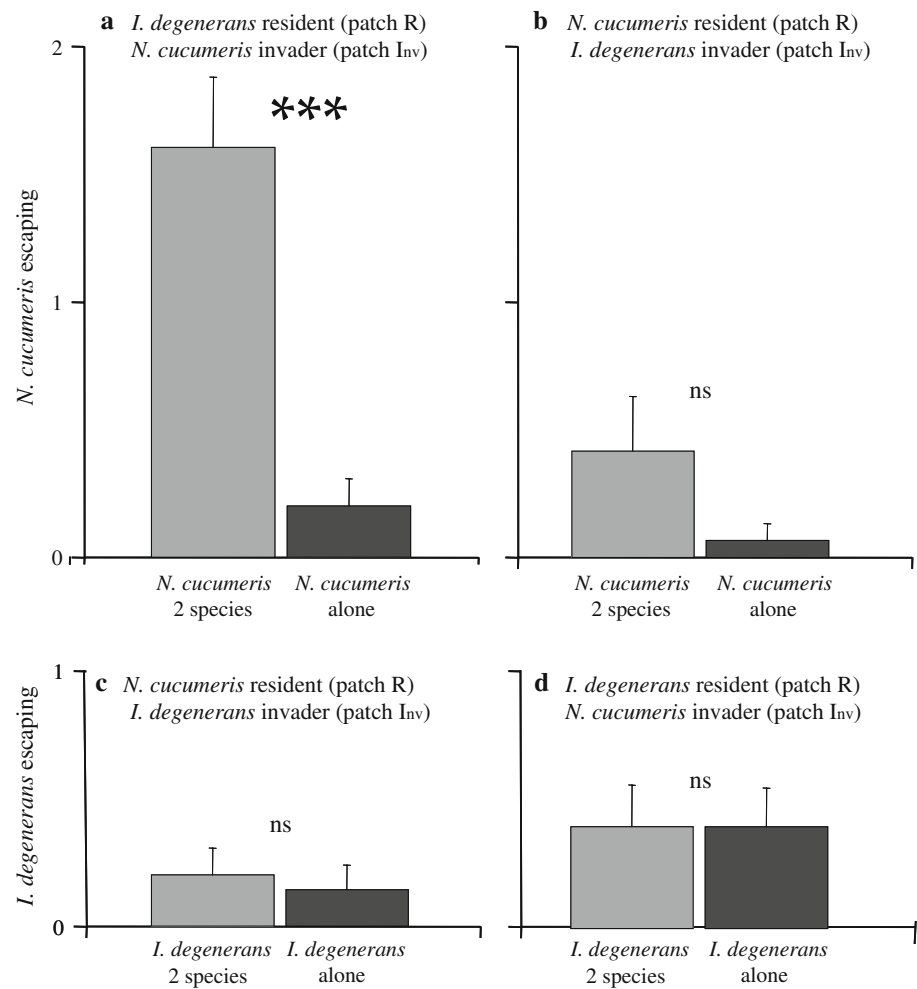 a I. degenerans resident (patch R)
N. cucumeris invader (patch Inv)
b N. cucumeris resident (patch R)
I. degenerans invader (patch Inv)
2
1
0
N. cucumeris escaping
***
ns
N. cucumeris
2 species
N. cucumeris
alone
N. cucumeris
2 species
N. cucumeris
alone
c N. cucumeris resident (patch R)
I. degenerans invader (patch Inv)
d I. degenerans resident (patch R)
N. cucumeris invader (patch Inv)
1
0
I. degenerans escaping
ns
ns
I. degenerans
2 species
I. degenerans
alone
I. degenerans
2 species
I. degenerans
alone